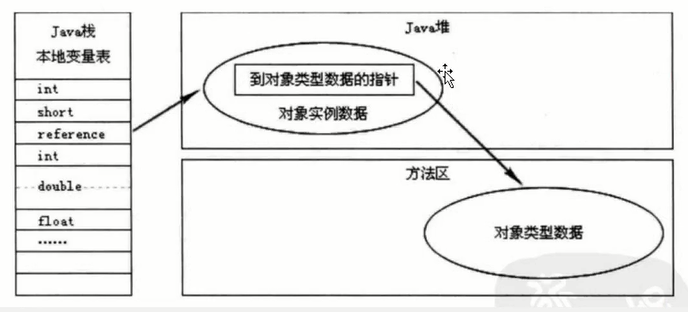 Java栈
本地变量表
int
short
reference
int
double
float
……
Java堆
到对象类型数据的指针
对象实例数据
方法区
对象类型数据